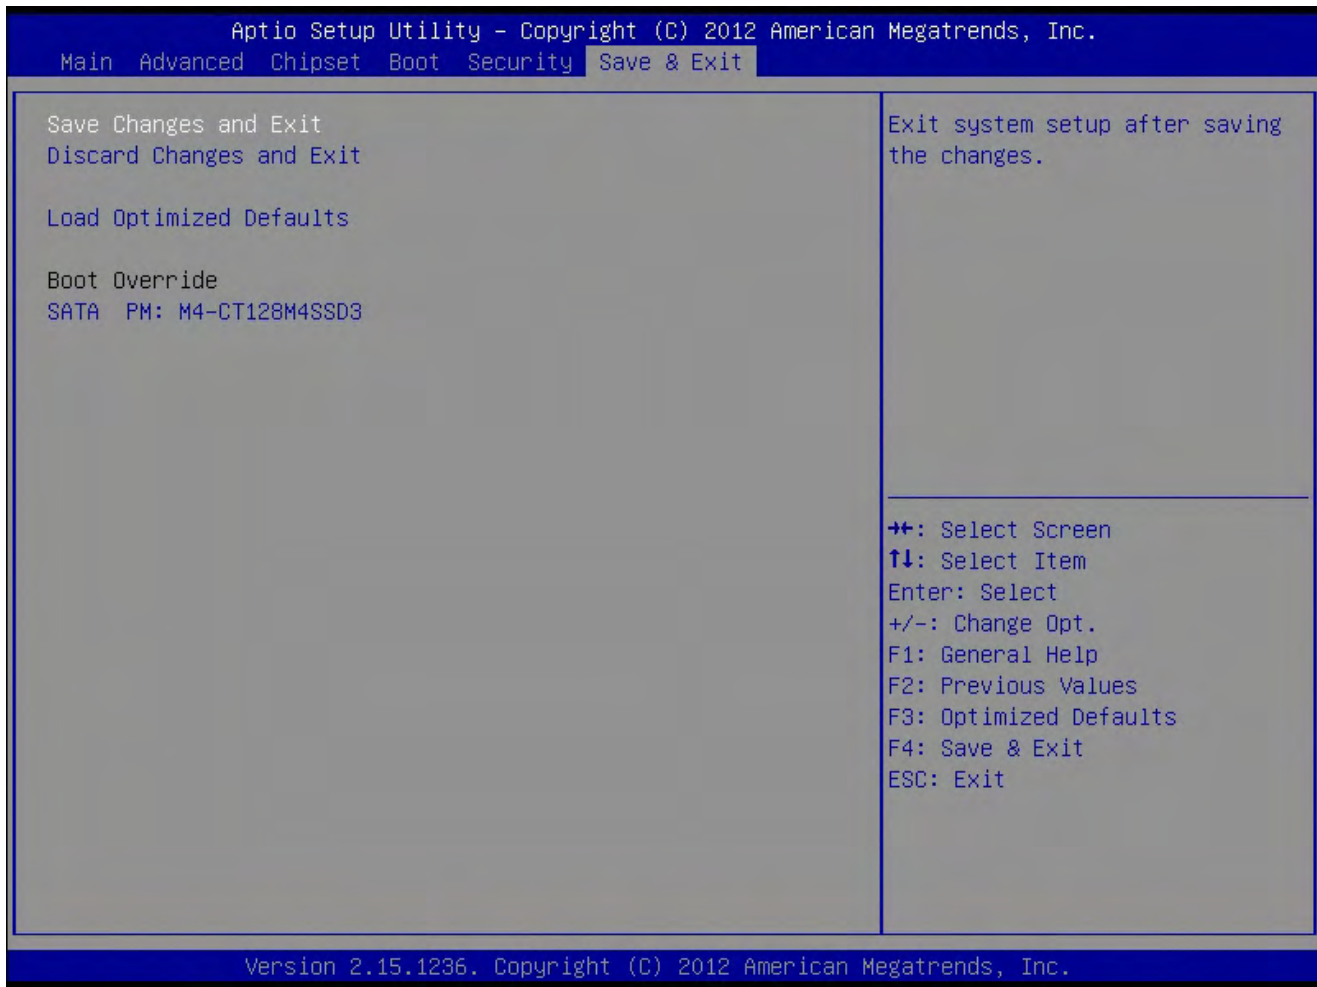 Aptio Setup Utility – Copyright (C) 2012 American Megatrends, Inc.
Main Advanced Chipset Boot Security Save & Exit
Save Changes and Exit
Discard Changes and Exit
Load Optimized Defaults
Boot Override
SATA PM: M4-CT128M4SSD3
Exit system setup after saving
the changes.
→←: Select Screen
↑↓: Select Item
Enter: Select
+/-: Change Opt.
F1: General Help
F2: Previous Values
F3: Optimized Defaults
F4: Save & Exit
ESC: Exit
Version 2.15.1236. Copyright (C) 2012 American Megatrends, Inc.